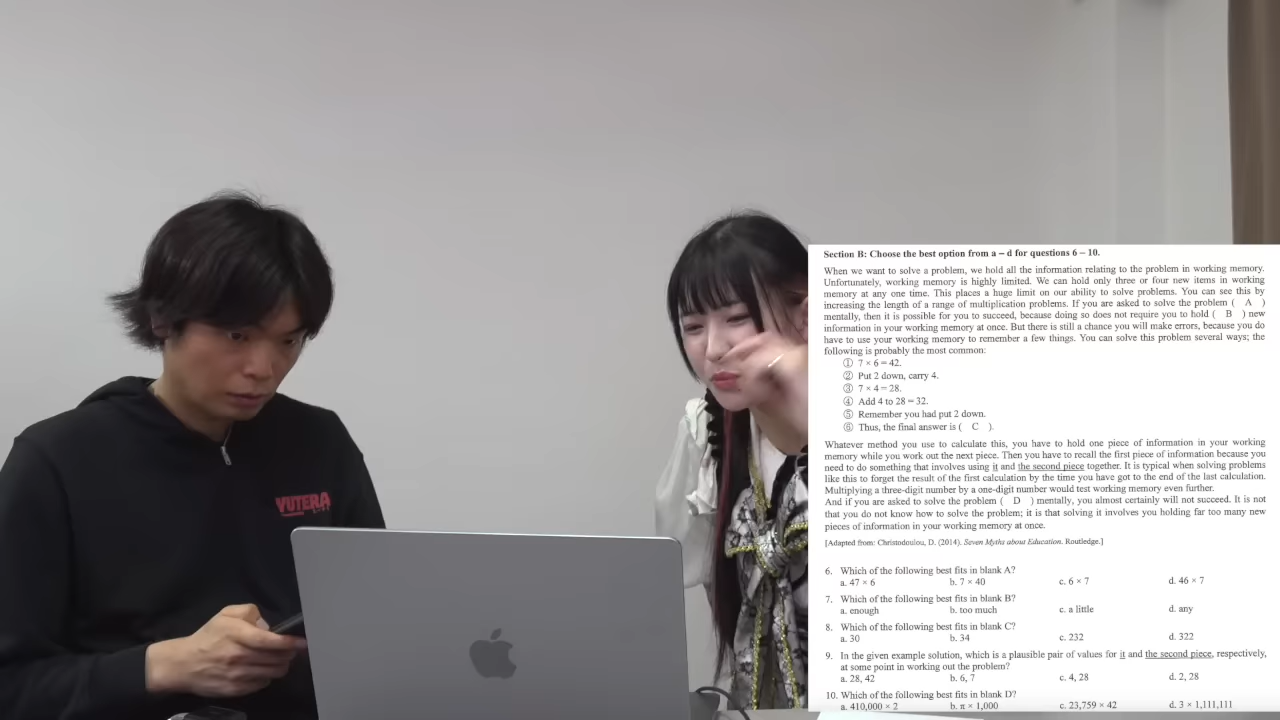 VUTERA
Section B: Choose the best option from a – d for questions 6 – 10.
When we want to solve a problem, we hold all the information relating to the problem in working memory.
Unfortunately, working memory is highly limited. We can hold only three or four new items in working
memory at any one time. This places a huge limit on our ability to solve problems. You can see this by
increasing the length of a range of multiplication problems. If you are asked to solve the problem ( A )
mentally, then it is possible for you to succeed, because doing so does not require you to hold ( B ) new
information in your working memory at once. But there is still a chance you will make errors, because you do
have to use your working memory to remember a few things. You can solve this problem several ways; the
following is probably the most common:
① 7 × 6 = 42.
② Put 2 down, carry 4.
③ 7 × 4 = 28.
④ Add 4 to 28 = 32.
⑤ Remember you had put 2 down.
⑥ Thus, the final answer is ( C ).
Whatever method you use to calculate this, you have to hold one piece of information in your working
memory while you work out the next piece. Then you have to recall the first piece of information because you
need to do something that involves using it and the second piece together. It is typical when solving problems
like this to forget the result of the first calculation by the time you have got to the end of the last calculation.
Multiplying a three-digit number by a one-digit number would test working memory even further.
And if you are asked to solve the problem ( D ) mentally, you almost certainly will not succeed. It is not
that you do not know how to solve the problem; it is that solving it involves you holding far too many new
pieces of information in your working memory at once.
[Adapted from: Christodoulou, D. (2014). Seven Myths about Education. Routledge.]
6. Which of the following best fits in blank A?
a. 47 × 6 b. 7 × 40 c. 6 × 7 d. 46 × 7
7. Which of the following best fits in blank B?
a. enough b. too much c. a little d. any
8. Which of the following best fits in blank C?
a. 30 b. 34 c. 232 d. 322
9. In the given example solution, which is a plausible pair of values for it and the second piece, respectively,
at some point in working out the problem?
a. 28, 42 b. 6, 7 c. 4, 28 d. 2, 28
10. Which of the following best fits in blank D?
a. 410,000 × 2 b. π × 1,000 c. 23,759 × 42 d. 3 × 1,111,111